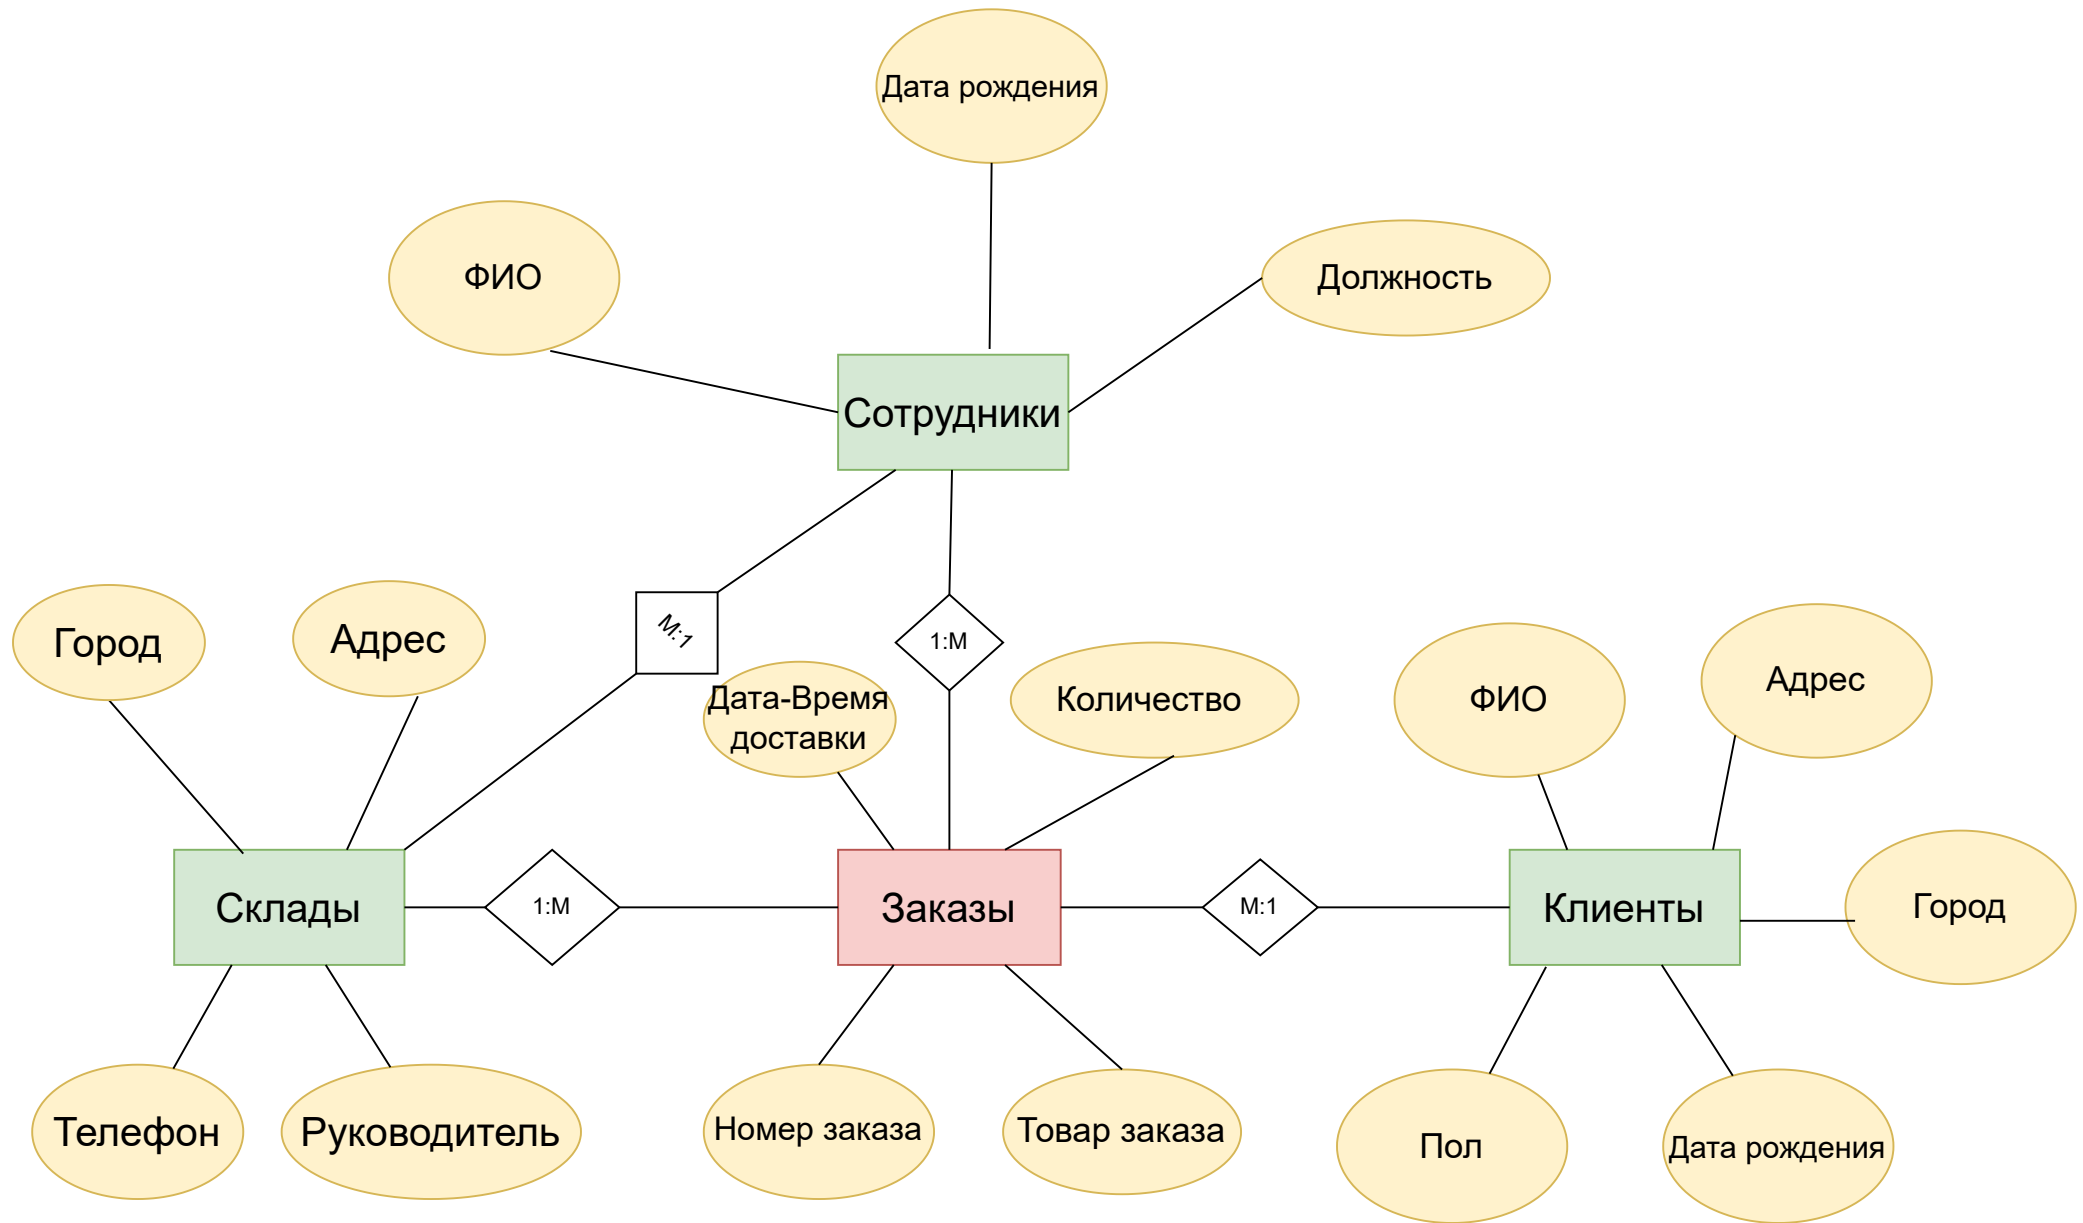 Дата рождения
ФИО
Должность
Сотрудники
М:1
1:М
Город
Адрес
Дата-Время
доставки
Количество
ФИО
Адрес
Склады
1:М
Заказы
М:1
Клиенты
Город
Телефон
Руководитель
Номер заказа
Товар заказа
Пол
Дата рождения